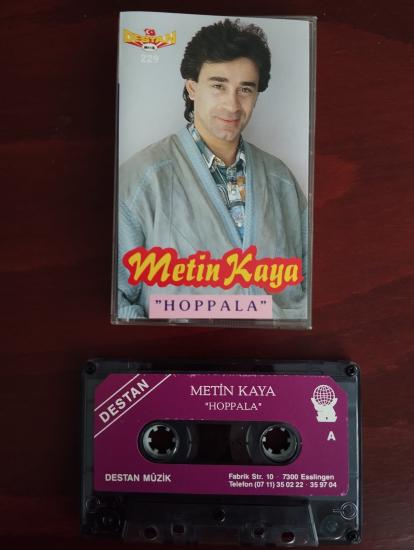 DESTAN
229
Metin Kaya
"HOPPALA"
DESTAN
METİN KAYA
"HOPPALA"
A
DESTAN MÜZİK
Fabrik Str. 10 · 7300 Esslingen
Telefon (07 11) 35 02 22 · 35 97 04